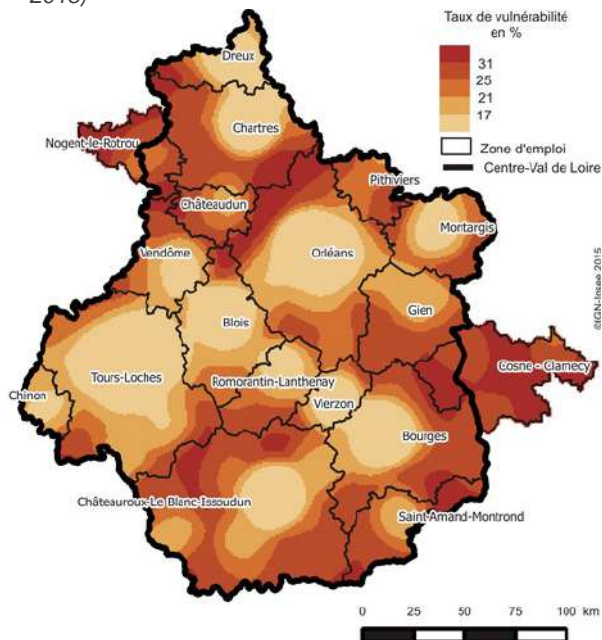 2015)
Taux de vulnérabilité
en %
31
25
21
17
Zone d'emploi
Centre-Val de Loire
Dreux
Chartres
Nogent-le-Rotrou
Pithiviers
Châteaudun
Mortargis
Vendôme
Orléans
Gien
Blois
Cosne - Clamecy
Tours-Loches
Romorantin-Lanthenay
Chinon
Vierzon
Bourges
Châteauroux-Le Blanc-Issoudun
Saint-Amand-Montrond
©IGN-Insee 2015
0 25 50 75 100 km